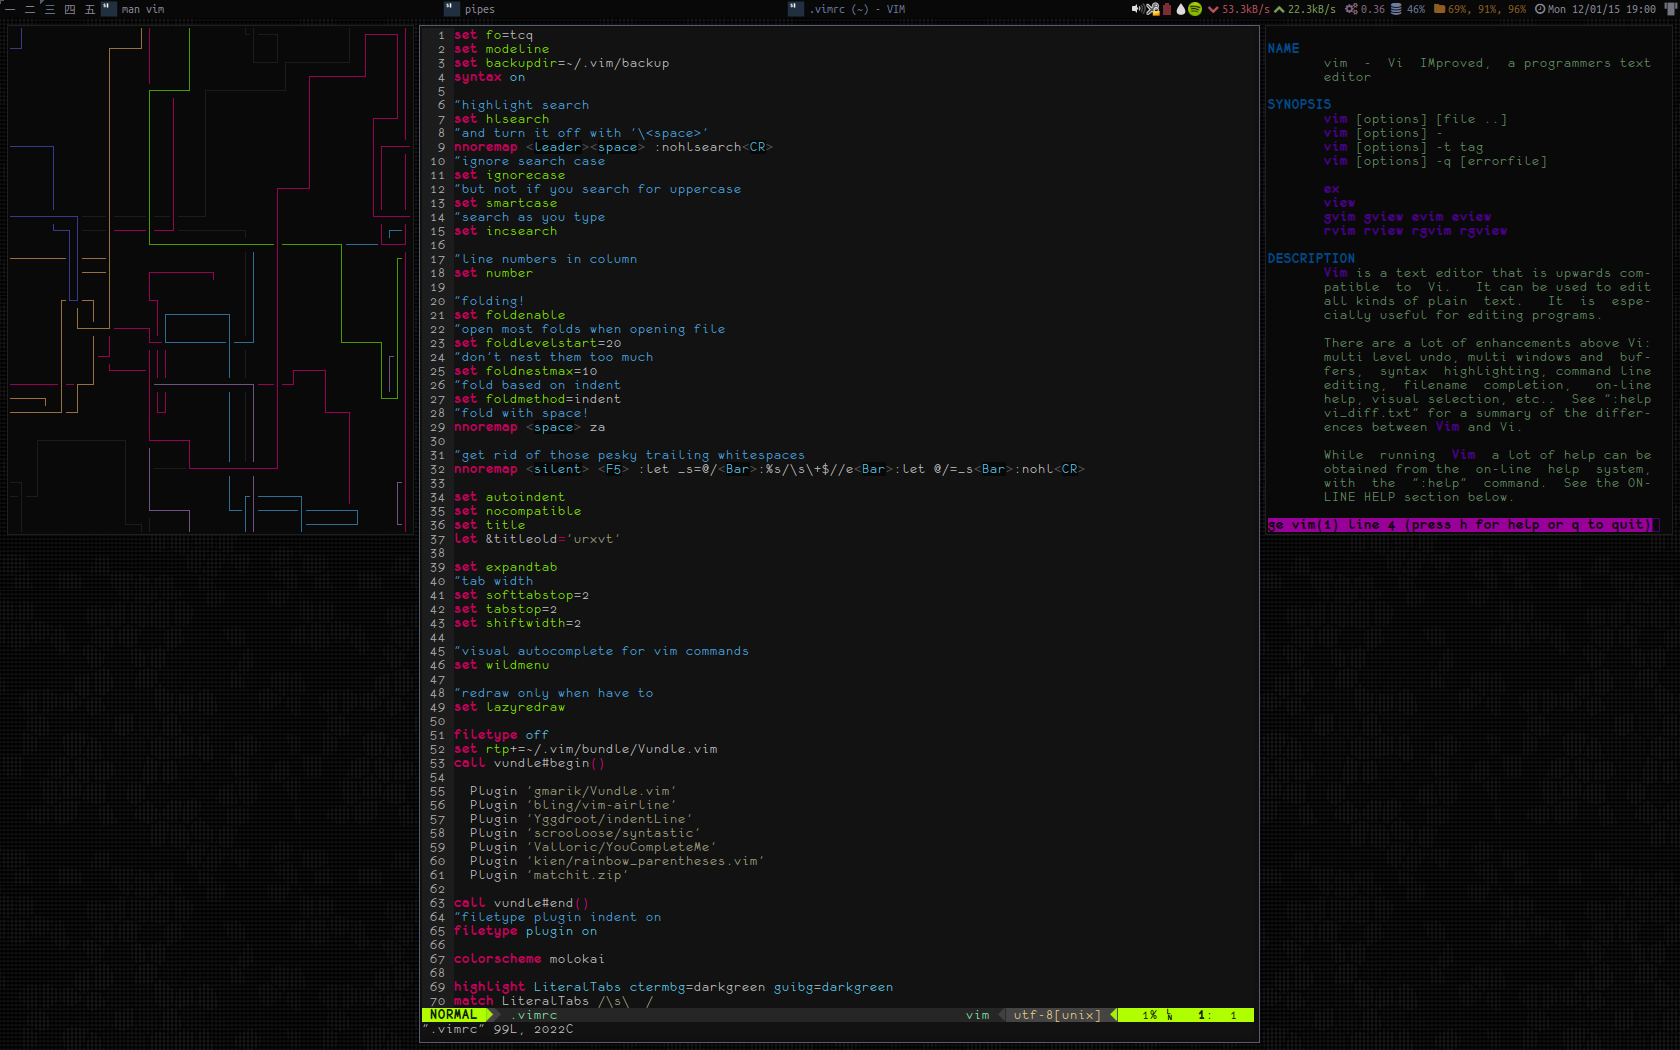 一 二 三 四 五 man vim pipes .vimrc (~) - VIM 53.3kB/s 22.3kB/s 0.36 46% 69%, 91%, 96% Mon 12/01/15 19:00
1 set fo=tcq
2 set modeline
3 set backupdir=~/.vim/backup
4 syntax on
5
6 "highlight search
7 set hlsearch
8 "and turn it off with '\<space>'
9 nnoremap <leader><space> :nohlsearch<CR>
10 "ignore search case
11 set ignorecase
12 "but not if you search for uppercase
13 set smartcase
14 "search as you type
15 set incsearch
16
17 "line numbers in column
18 set number
19
20 "folding!
21 set foldenable
22 "open most folds when opening file
23 set foldlevelstart=20
24 "don't nest them too much
25 set foldnestmax=10
26 "fold based on indent
27 set foldmethod=indent
28 "fold with space!
29 nnoremap <space> za
30
31 "get rid of those pesky trailing whitespaces
32 nnoremap <silent> <F5> :let _s=@/<Bar>:%s/\s\+$//e<Bar>:let @/=_s<Bar>:nohl<CR>
33
34 set autoindent
35 set nocompatible
36 set title
37 let &titleold='urxvt'
38
39 set expandtab
40 "tab width
41 set softtabstop=2
42 set tabstop=2
43 set shiftwidth=2
44
45 "visual autocomplete for vim commands
46 set wildmenu
47
48 "redraw only when have to
49 set lazyredraw
50
51 filetype off
52 set rtp+=~/.vim/bundle/Vundle.vim
53 call vundle#begin()
54
55 Plugin 'gmarik/Vundle.vim'
56 Plugin 'bling/vim-airline'
57 Plugin 'Yggdroot/indentLine'
58 Plugin 'scrooloose/syntastic'
59 Plugin 'Valloric/YouCompleteMe'
60 Plugin 'kien/rainbow_parentheses.vim'
61 Plugin 'matchit.zip'
62
63 call vundle#end()
64 "filetype plugin indent on
65 filetype plugin on
66
67 colorscheme molokai
68
69 highlight LiteralTabs ctermbg=darkgreen guibg=darkgreen
70 match LiteralTabs /\s\  /
NORMAL .vimrc vim utf-8[unix] 1% 1: 1
".vimrc" 99L, 2022C
NAME
vim - Vi IMproved, a programmers text
editor
SYNOPSIS
vim [options] [file ..]
vim [options] -
vim [options] -t tag
vim [options] -q [errorfile]
ex
view
gvim gview evim eview
rvim rview rgvim rgview
DESCRIPTION
Vim is a text editor that is upwards com-
patible to Vi. It can be used to edit
all kinds of plain text. It is espe-
cially useful for editing programs.
There are a lot of enhancements above Vi:
multi level undo, multi windows and buf-
fers, syntax highlighting, command line
editing, filename completion, on-line
help, visual selection, etc.. See ":help
vi_diff.txt" for a summary of the differ-
ences between Vim and Vi.
While running Vim a lot of help can be
obtained from the on-line help system,
with the ":help" command. See the ON-
LINE HELP section below.
ge vim(1) line 4 (press h for help or q to quit)